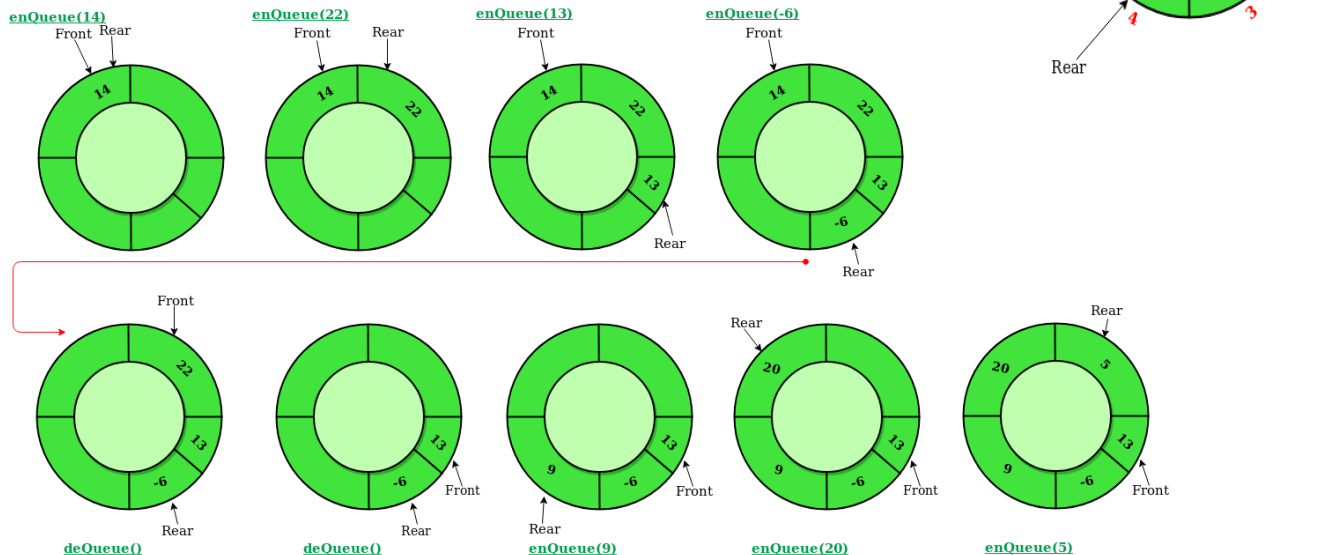 enQueue(14)
enQueue(22)
enQueue(13)
enQueue(-6)
Front
Rear
14
Front
Rear
14
22
Front
14
22
13
Rear
Front
14
22
13
-6
Rear
4
3
Rear
Front
22
13
-6
Rear
deQueue()
13
-6
Front
Rear
deQueue()
9
13
-6
Front
Rear
enQueue(9)
Rear
20
9
13
-6
Front
enQueue(20)
Rear
20
5
9
13
-6
Front
enQueue(5)